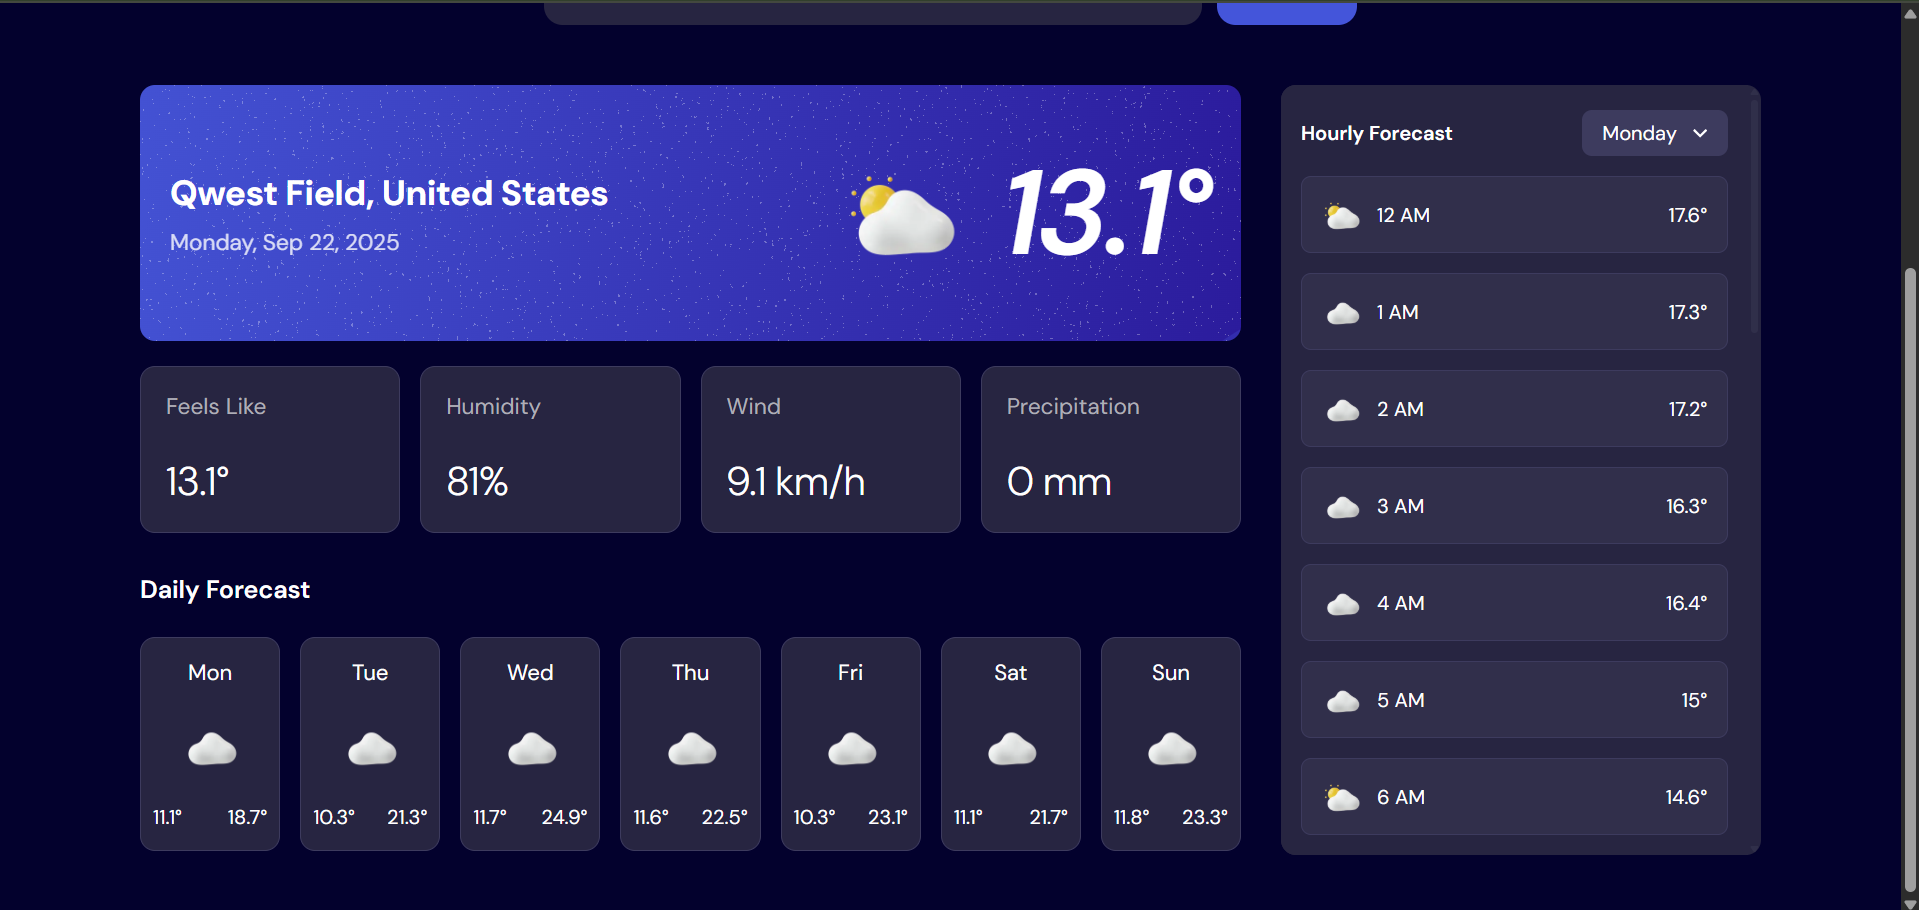 Qwest Field, United States
Monday, Sep 22, 2025
13.1°
Feels Like
13.1°
Humidity
81%
Wind
9.1 km/h
Precipitation
0 mm
Daily Forecast
Mon
11.1° 18.7°
Tue
10.3° 21.3°
Wed
11.7° 24.9°
Thu
11.6° 22.5°
Fri
10.3° 23.1°
Sat
11.1° 21.7°
Sun
11.8° 23.3°
Hourly Forecast
Monday
12 AM 17.6°
1 AM 17.3°
2 AM 17.2°
3 AM 16.3°
4 AM 16.4°
5 AM 15°
6 AM 14.6°